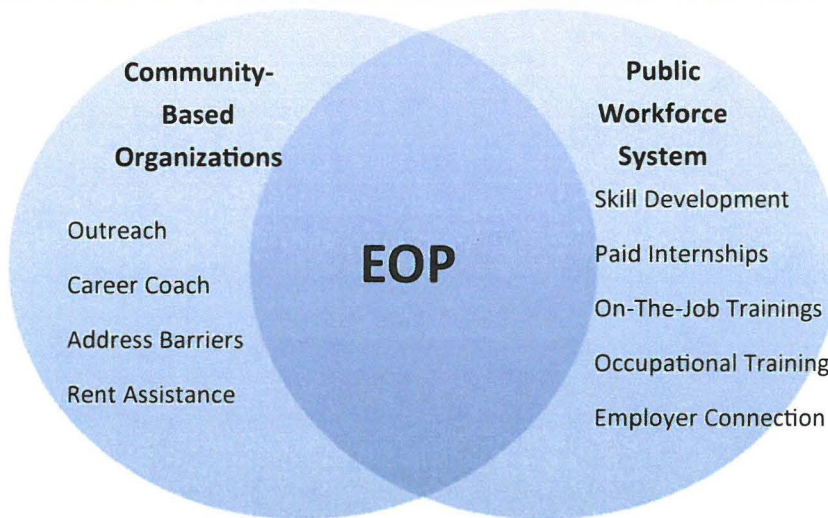 Community-
Based
Organizations
Outreach
Career Coach
Address Barriers
Rent Assistance
EOP
Public
Workforce
System
Skill Development
Paid Internships
On-The-Job Trainings
Occupational Training
Employer Connection